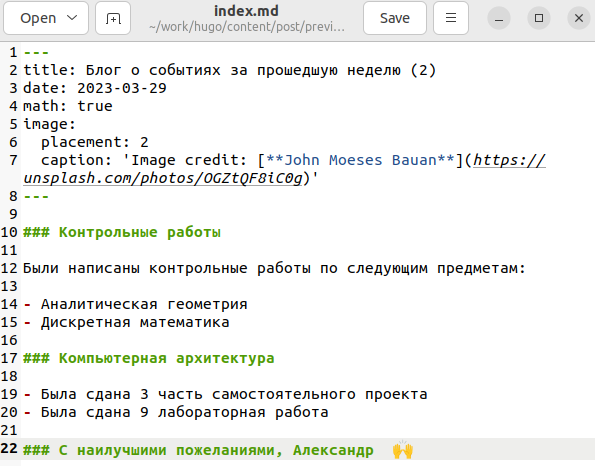 Open
index.md
~/work/hugo/content/post/previ...
Save
1 ---
2 title: Блог о событиях за прошедшую неделю (2)
3 date: 2023-03-29
4 math: true
5 image:
6   placement: 2
7   caption: 'Image credit: [**John Moeses Bauan**](https://
unsplash.com/photos/OGZtQF8iC0g)'
8 ---
9
10 ### Контрольные работы
11
12 Были написаны контрольные работы по следующим предметам:
13
14 - Аналитическая геометрия
15 - Дискретная математика
16
17 ### Компьютерная архитектура
18
19 - Была сдана 3 часть самостоятельного проекта
20 - Была сдана 9 лабораторная работа
21
22 ### С наилучшими пожеланиями, Александр 🙌